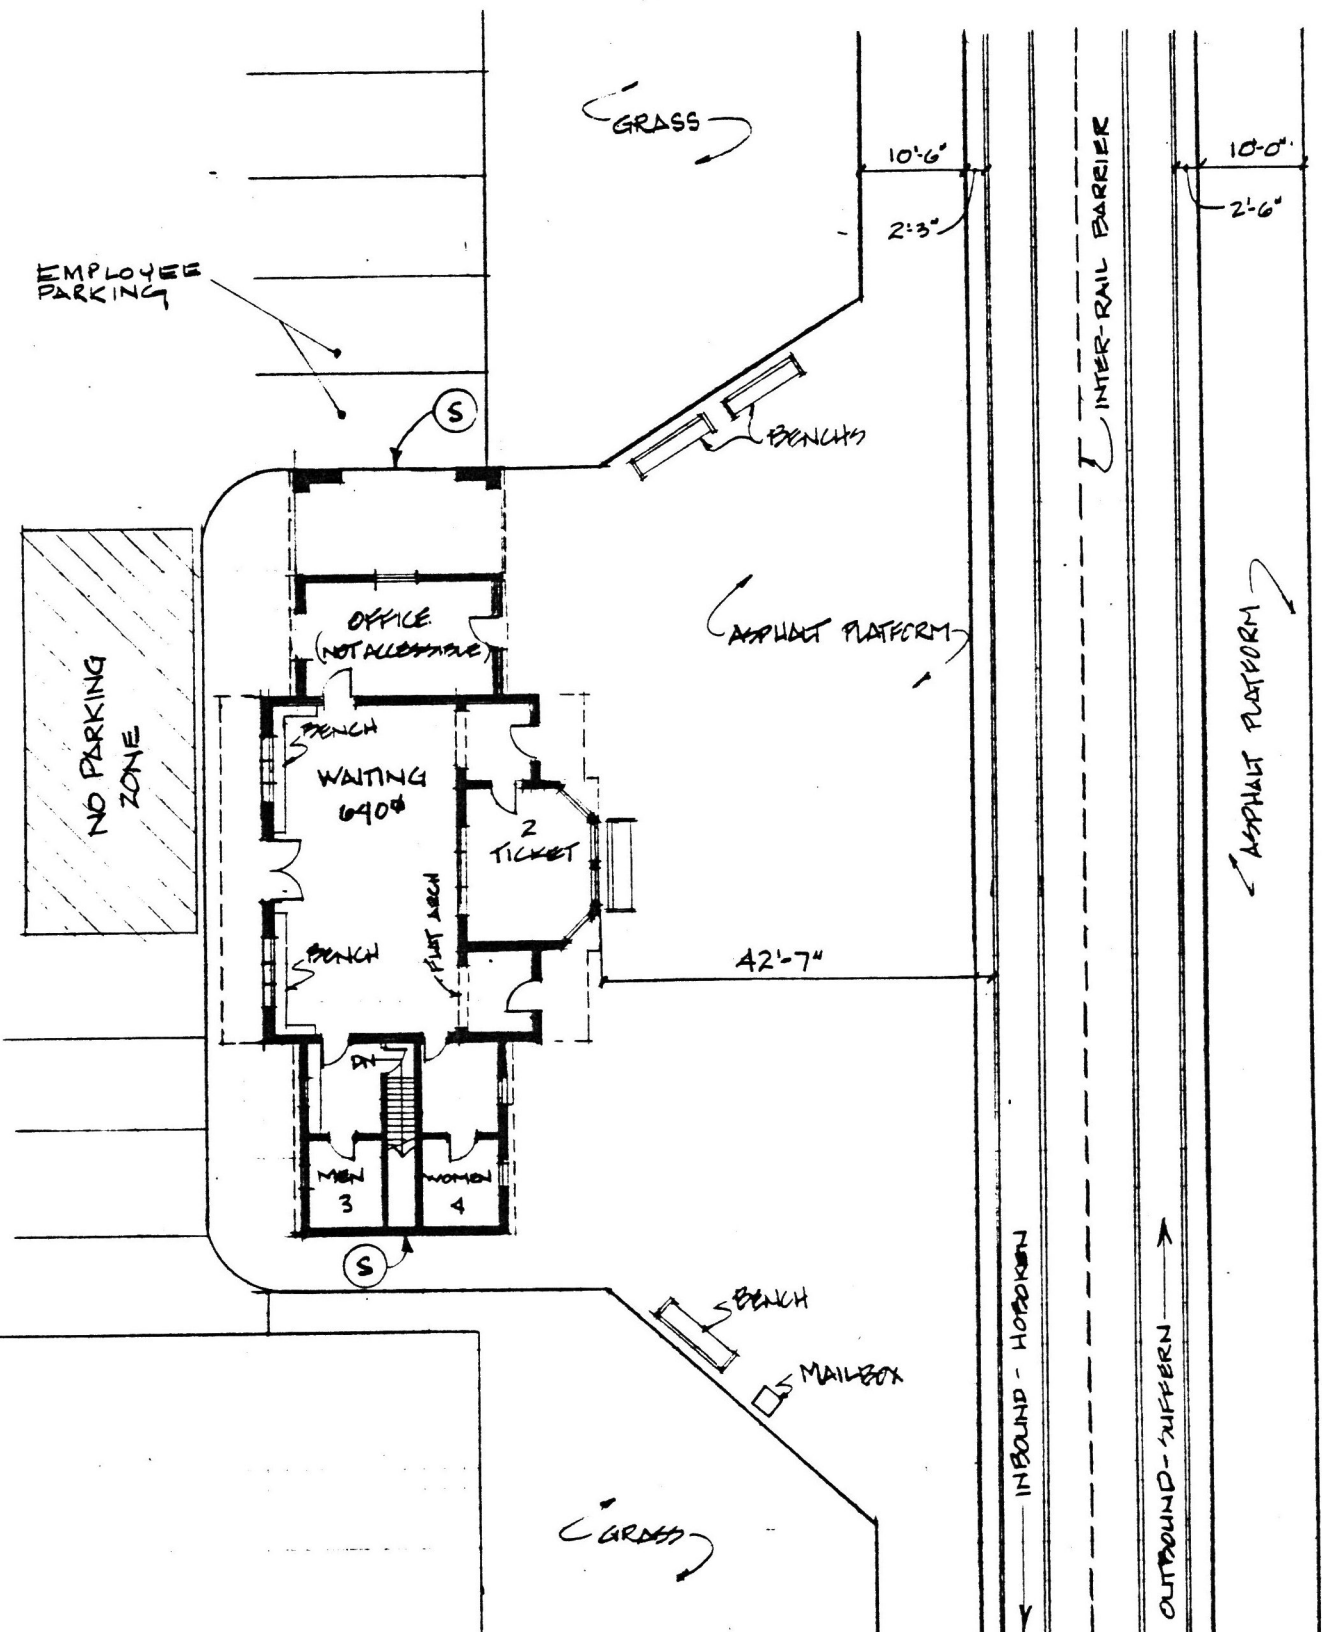 GRASS
10'-6"
10'-0"
2'-3"
2'-6"
INTER-RAIL BARRIER
EMPLOYEE
PARKING
S
BENCHS
OFFICE
(NOT ACCESSIBLE)
ASPHALT PLATFORM
ASPHALT PLATFORM
NO PARKING
ZONE
BENCH
WAITING
640
2
TICKET
FLAT ARCH
BENCH
42'-7"
DN
MEN
3
WOMEN
4
S
BENCH
MAILBOX
INBOUND - HOBOKEN
OUTBOUND - SUFFERN
GRASS